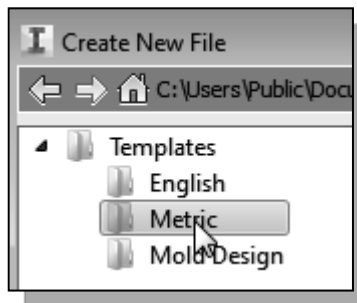 Create New File
C:\Users\Public\Docu
Templates
English
Metric
Mold Design